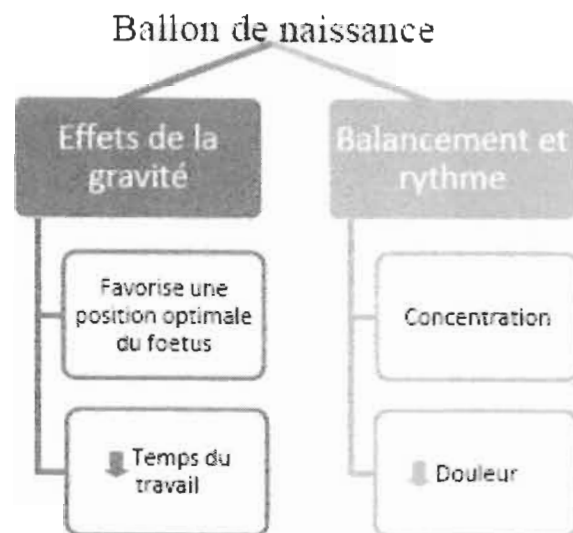 Ballon de naissance
Effets de la
gravité
Balancement et
rythme
Favorise une
position optimale
du foetus
Concentration
Temps du
travail
Douleur